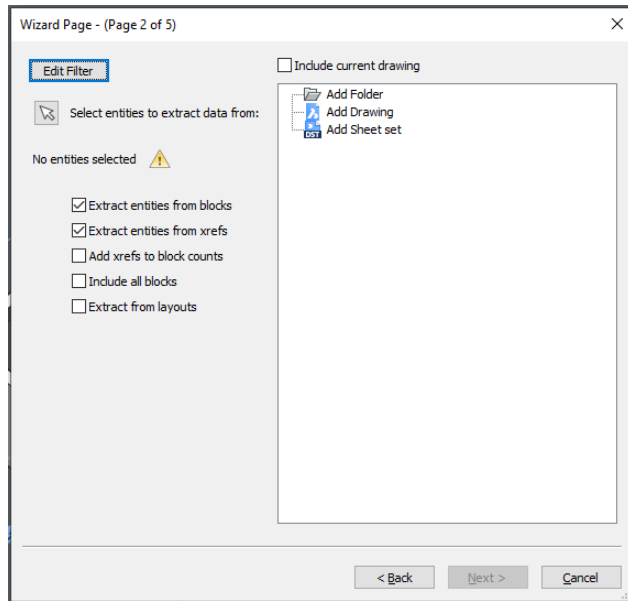 Wizard Page - (Page 2 of 5)
Edit Filter
Select entities to extract data from:
No entities selected
Extract entities from blocks
Extract entities from xrefs
Add xrefs to block counts
Include all blocks
Extract from layouts
Include current drawing
Add Folder
Add Drawing
DST Add Sheet set
< Back Next > Cancel